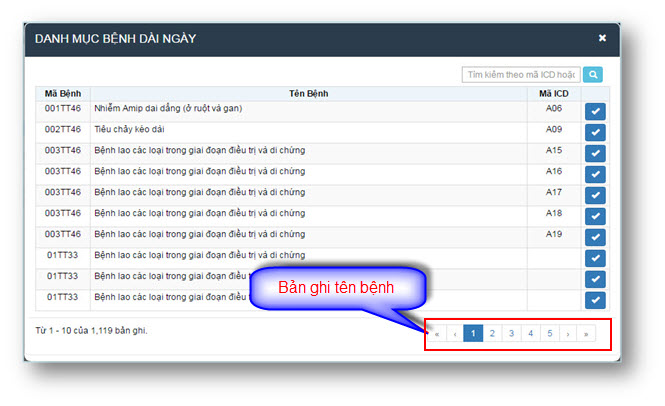 DANH MỤC BỆNH DÀI NGÀY ×
Tìm kiếm theo mã ICD hoặc
Mã Bệnh Tên Bệnh Mã ICD
001TT46 Nhiễm Amip dai dẳng (ở ruột và gan) A06
002TT46 Tiêu chảy kéo dài A09
003TT46 Bệnh lao các loại trong giai đoạn điều trị và di chứng A15
003TT46 Bệnh lao các loại trong giai đoạn điều trị và di chứng A16
003TT46 Bệnh lao các loại trong giai đoạn điều trị và di chứng A17
003TT46 Bệnh lao các loại trong giai đoạn điều trị và di chứng A18
003TT46 Bệnh lao các loại trong giai đoạn điều trị và di chứng A19
01TT33 Bệnh lao các loại trong giai đoạn điều trị và di chứng
01TT33 Bệnh lao các loại trong giai đoạn điều t
01TT33 Bệnh lao các loại trong giai đoạn điều t
Bản ghi tên bệnh
Từ 1 - 10 của 1,119 bản ghi. « ‹ 1 2 3 4 5 › »